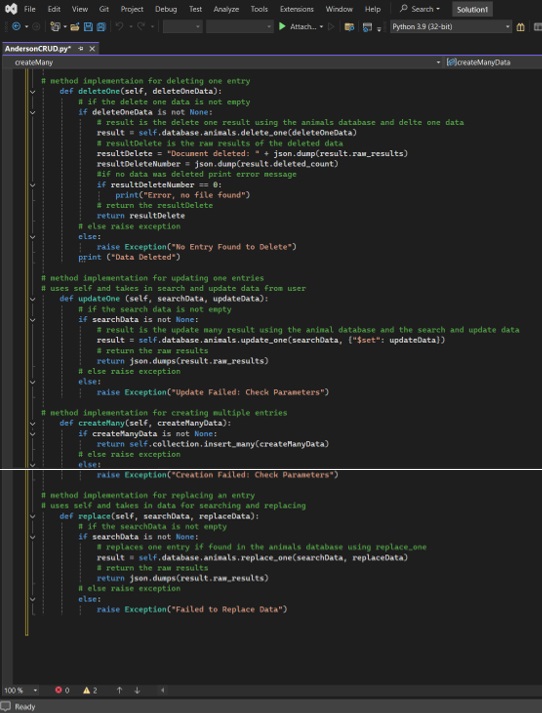 File Edit View Git Project Debug Test Analyze Tools Extensions Window Help Search Solution1
Attach... Python 3.9 (32-bit)
AndersonCRUD.py*
createMany createManyData
# method implementaion for deleting one entry
def deleteOne(self, deleteOneData):
# if the delete one data is not empty
if deleteOneData is not None:
# result is the delete one result using the animals database and delte one data
result = self.database.animals.delete_one(deleteOneData)
# resultDelete is the raw results of the deleted data
resultDelete = "Document deleted: " + json.dump(result.raw_results)
resultDeleteNumber = json.dump(result.deleted_count)
#if no data was deleted print error message
if resultDeleteNumber == 0:
print("Error, no file found")
# return the resultDelete
return resultDelete
# else raise exception
else:
raise Exception("No Entry Found to Delete")
print ("Data Deleted")
# method implementation for updating one entries
# uses self and takes in search and update data from user
def updateOne (self, searchData, updateData):
# if the search data is not empty
if searchData is not None:
# result is the update many result using the animal database and the search and update data
result = self.database.animals.update_one(searchData, {"$set": updateData})
# return the raw results
return json.dumps(result.raw_results)
# else raise exception
else:
raise Exception("Update Failed: Check Parameters")
# method implementation for creating multiple entries
def createMany(self, createManyData):
if createManyData is not None:
return self.collection.insert_many(createManyData)
# else raise exception
else:
raise Exception("Creation Failed: Check Parameters")
# method implementation for replacing an entry
# uses self and takes in data for searching and replacing
def replace(self, searchData, replaceData):
# if the searchData is not empty
if searchData is not None:
# replaces one entry if found in the animals database using replace_one
result = self.database.animals.replace_one(searchData, replaceData)
# return the raw results
return json.dumps(result.raw_results)
# else raise exception
else:
raise Exception("Failed to Replace Data")
100 % 0 2
Ready